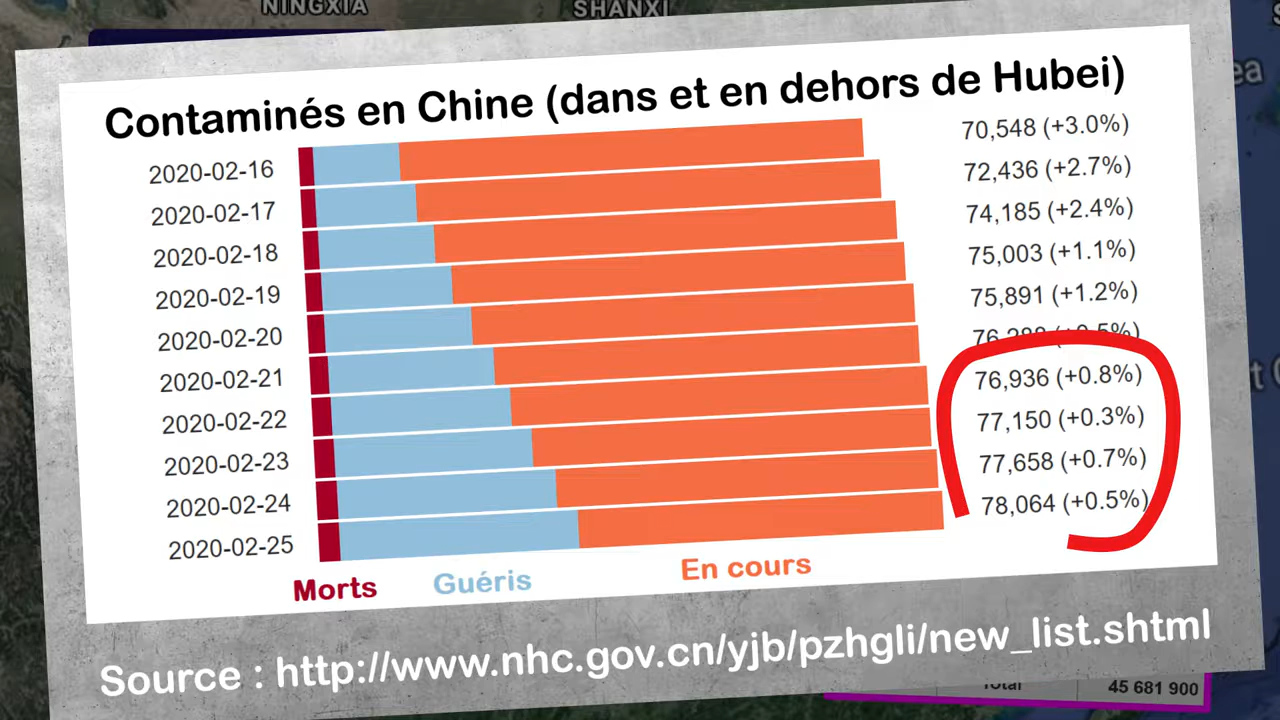 NINGXIA
SHANXI
Contaminés en Chine (dans et en dehors de Hubei)
2020-02-16 70,548 (+3.0%)
2020-02-17 72,436 (+2.7%)
2020-02-18 74,185 (+2.4%)
2020-02-19 75,003 (+1.1%)
2020-02-20 75,891 (+1.2%)
2020-02-21
2020-02-22 76,936 (+0.8%)
2020-02-23 77,150 (+0.3%)
2020-02-24 77,658 (+0.7%)
2020-02-25 78,064 (+0.5%)
Morts Guéris En cours
Source : http://www.nhc.gov.cn/yjb/pzhgli/new_list.shtml
Total 45 681 900